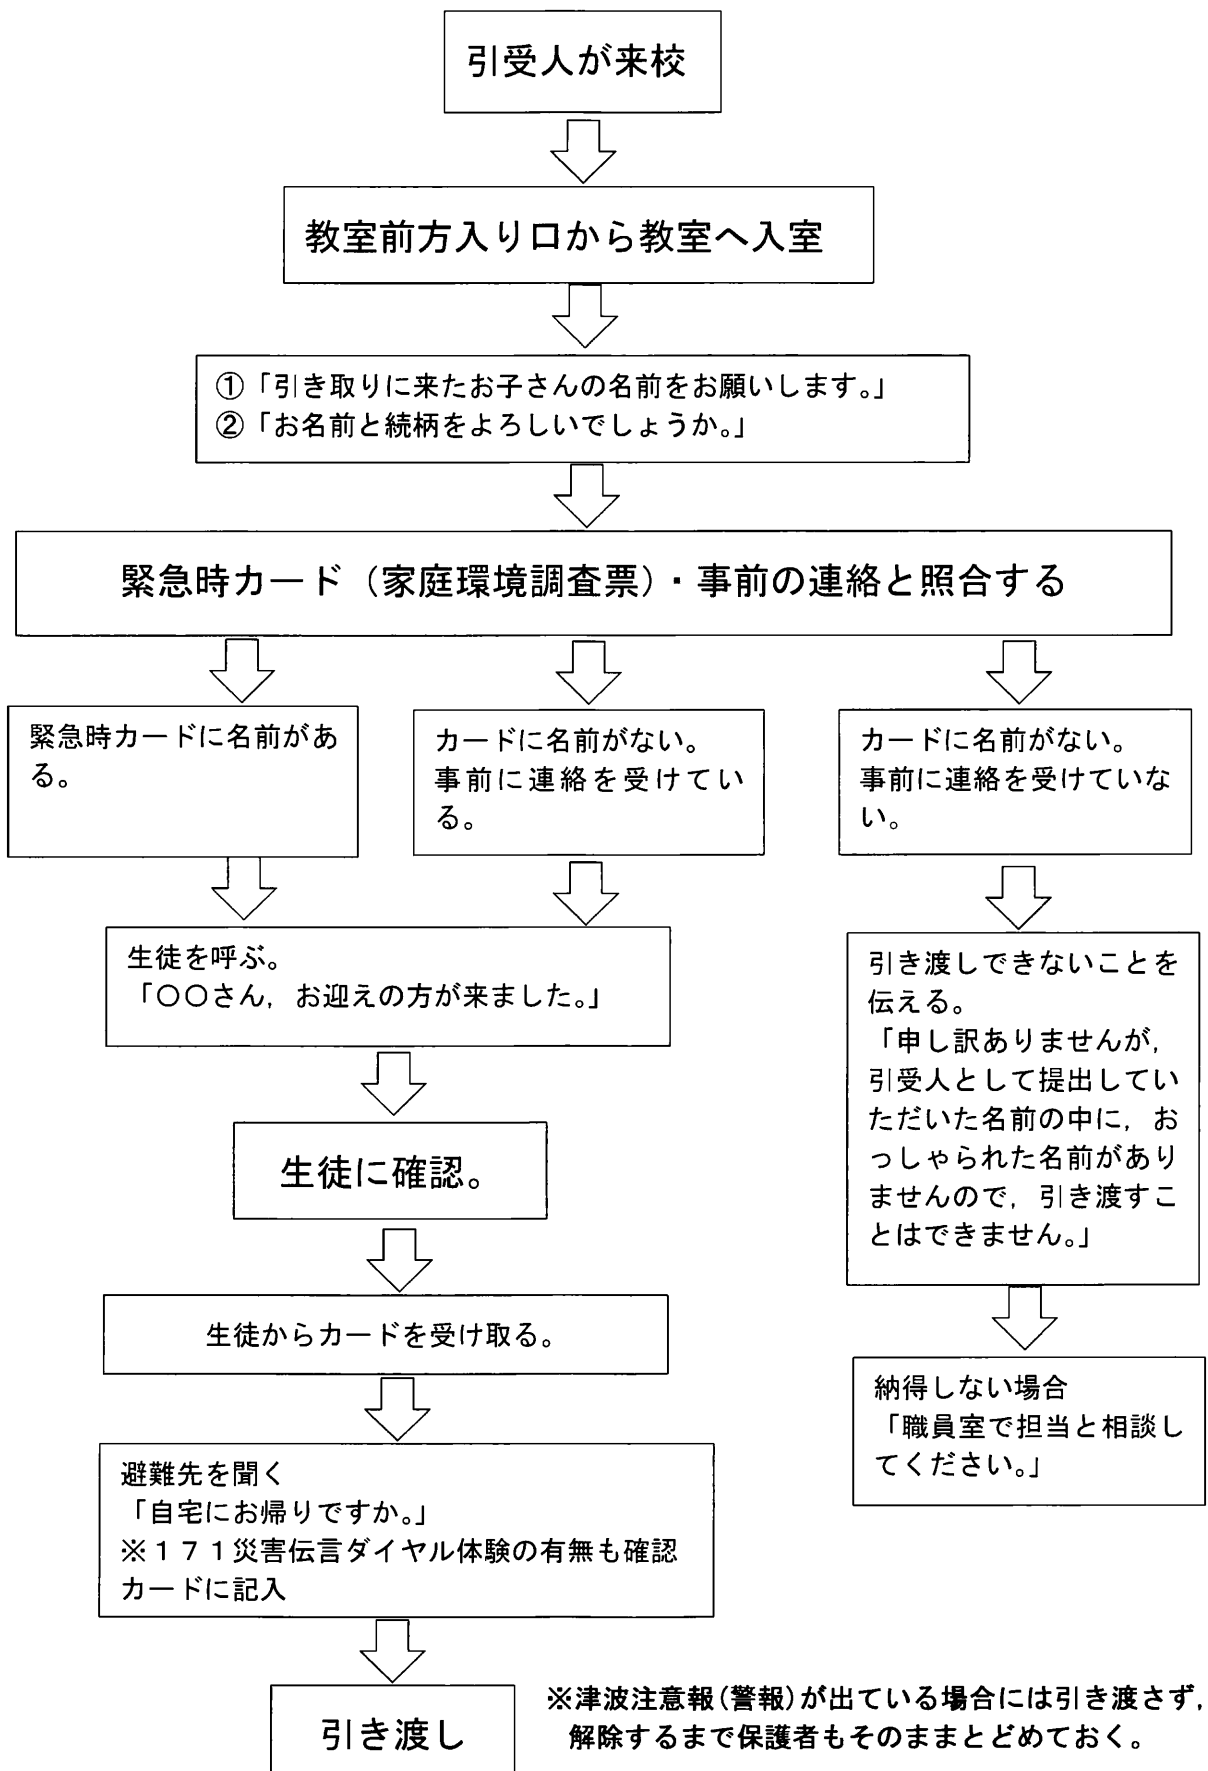 引受人が来校
教室前方入り口から教室へ入室
①「引き取りに来たお子さんの名前をお願いします。」
②「お名前と続柄をよろしいでしょうか。」
緊急時カード（家庭環境調査票）・事前の連絡と照合する
緊急時カードに名前があ
る。
カードに名前がない。
事前に連絡を受けてい
る。
カードに名前がない。
事前に連絡を受けていな
い。
生徒を呼ぶ。
「○○さん，お迎えの方が来ました。」
生徒に確認。
生徒からカードを受け取る。
避難先を聞く
「自宅にお帰りですか。」
※１７１災害伝言ダイヤル体験の有無も確認
カードに記入
引き渡し
引き渡しできないことを
伝える。
「申し訳ありませんが，
引受人として提出してい
ただいた名前の中に，お
っしゃられた名前があり
ませんので，引き渡すこ
とはできません。」
納得しない場合
「職員室で担当と相談し
てください。」
※津波注意報(警報)が出ている場合には引き渡さず，
解除するまで保護者もそのままとどめておく。